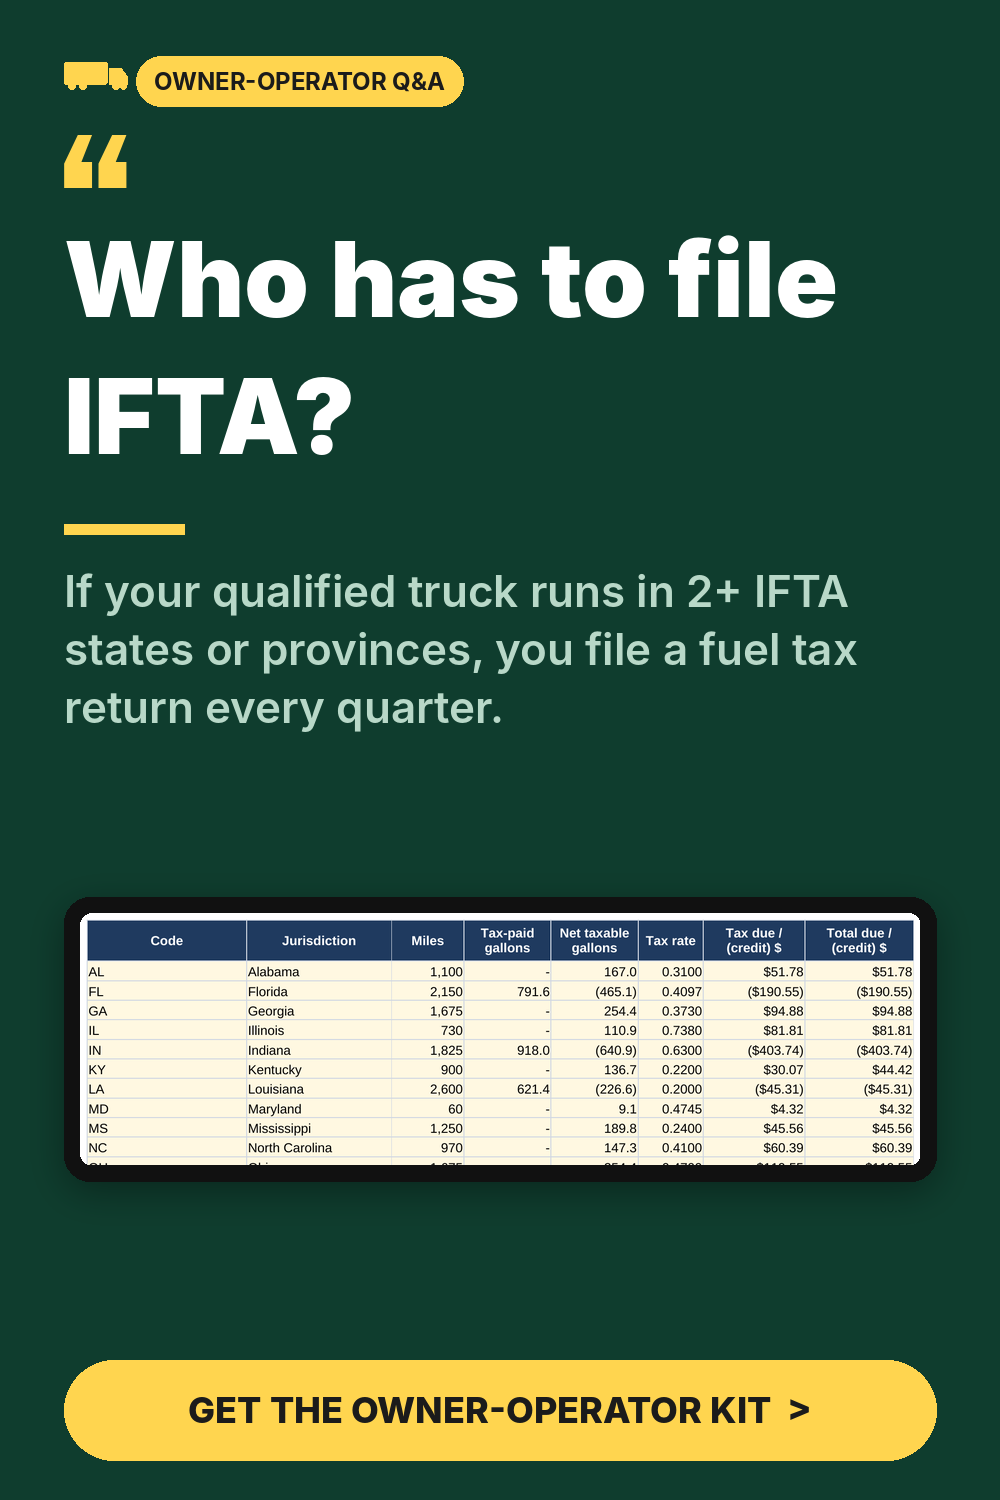 OWNER-OPERATOR Q&A
“
Who has to file
IFTA?
If your qualified truck runs in 2+ IFTA
states or provinces, you file a fuel tax
return every quarter.
Code Jurisdiction Miles Tax-paid gallons Net taxable gallons Tax rate Tax due / (credit) $ Total due / (credit) $
AL Alabama 1,100 - 167.0 0.3100 $51.78 $51.78
FL Florida 2,150 791.6 (465.1) 0.4097 ($190.55) ($190.55)
GA Georgia 1,675 - 254.4 0.3730 $94.88 $94.88
IL Illinois 730 - 110.9 0.7380 $81.81 $81.81
IN Indiana 1,825 918.0 (640.9) 0.6300 ($403.74) ($403.74)
KY Kentucky 900 - 136.7 0.2200 $30.07 $44.42
LA Louisiana 2,600 621.4 (226.6) 0.2000 ($45.31) ($45.31)
MD Maryland 60 - 9.1 0.4745 $4.32 $4.32
MS Mississippi 1,250 - 189.8 0.2400 $45.56 $45.56
NC North Carolina 970 - 147.3 0.4100 $60.39 $60.39
GET THE OWNER-OPERATOR KIT >